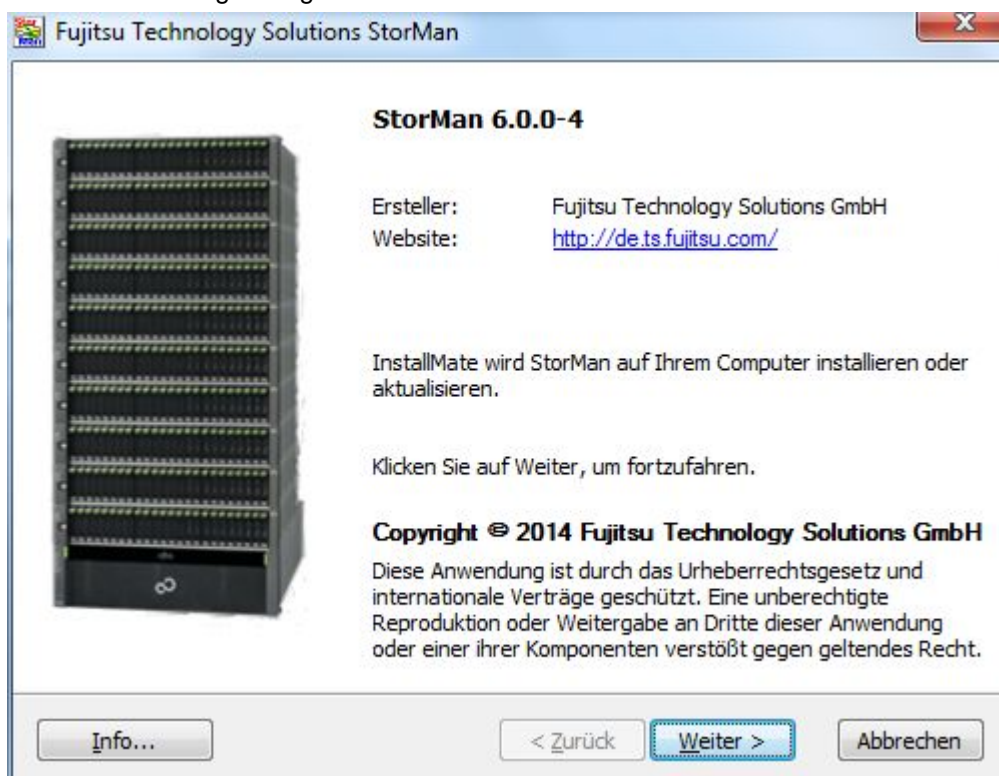 Fujitsu Technology Solutions StorMan
StorMan 6.0.0-4
Ersteller: Fujitsu Technology Solutions GmbH
Website: http://de.ts.fujitsu.com/
InstallMate wird StorMan auf Ihrem Computer installieren oder
aktualisieren.
Klicken Sie auf Weiter, um fortzufahren.
Copyright © 2014 Fujitsu Technology Solutions GmbH
Diese Anwendung ist durch das Urheberrechtsgesetz und
internationale Verträge geschützt. Eine unberechtigte
Reproduktion oder Weitergabe an Dritte dieser Anwendung
oder einer ihrer Komponenten verstößt gegen geltendes Recht.
Info... < Zurück Weiter > Abbrechen